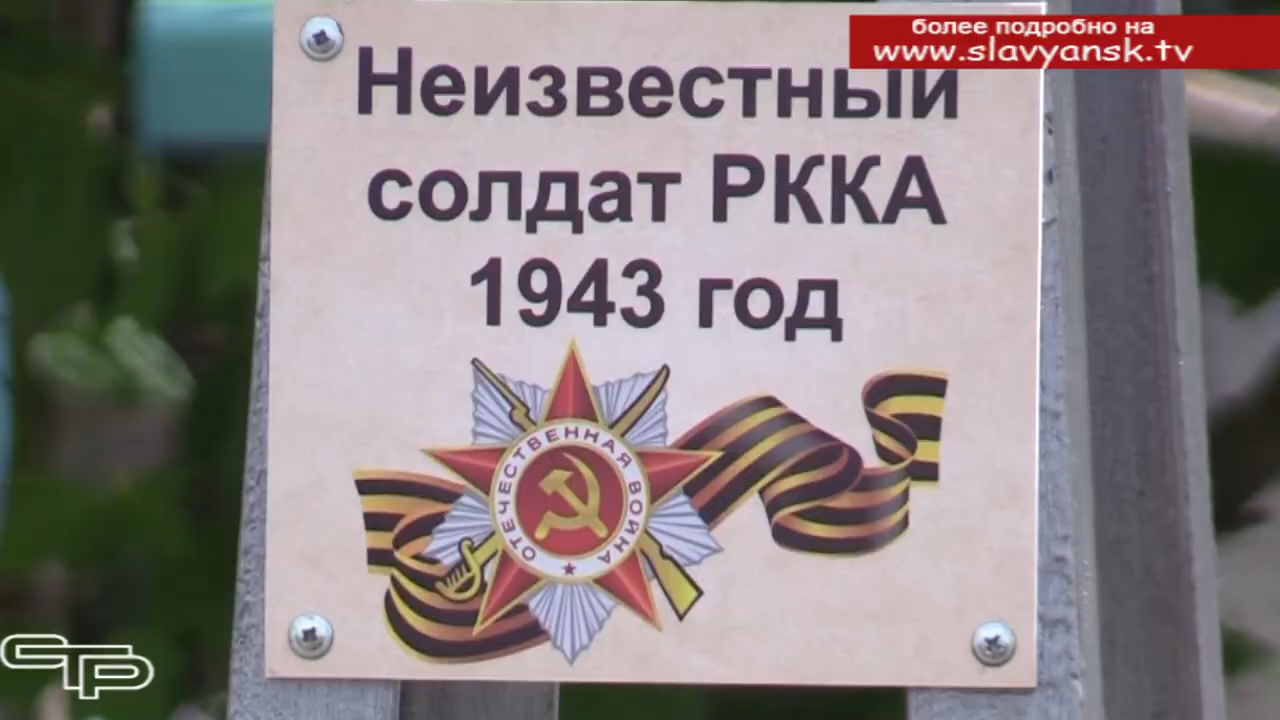 более подробно на
www.slavyansk.tv
Неизвестный
солдат РККА
1943 год
ОТЕЧЕСТВЕННАЯ ВОЙНА
СТР